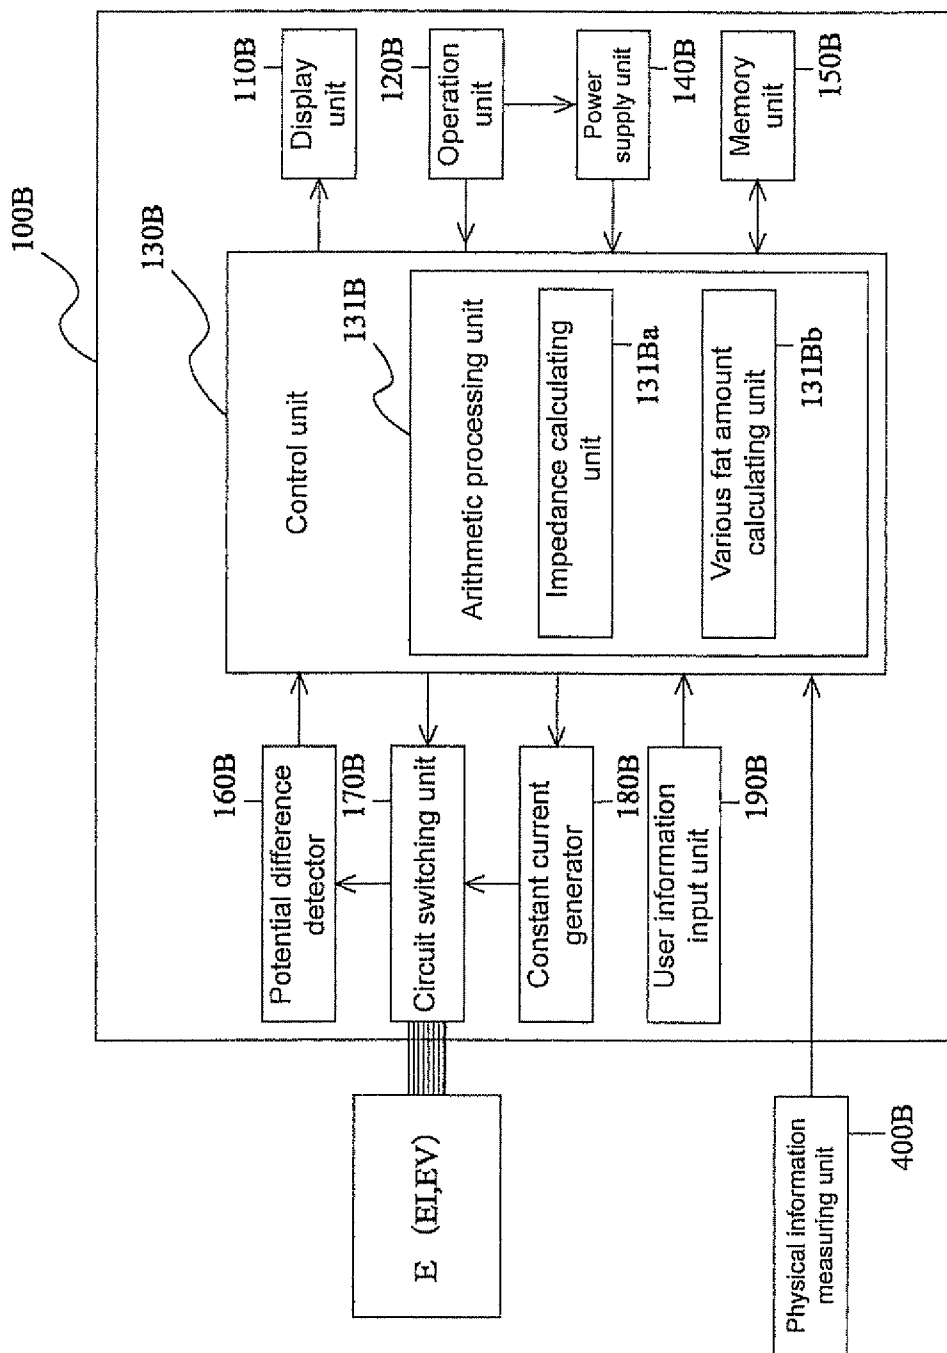 100B
130B
110B
Display
unit
120B
Operation
unit
Power
supply unit
140B
Memory
unit
150B
Control unit
131B
Arithmetic processing unit
Impedance calculating
unit
131Ba
Various fat amount
calculating unit
131Bb
160B
Potential difference
detector
170B
Circuit switching unit
Constant current
generator
180B
User information
input unit
190B
E (EI,EV)
Physical information
measuring unit
400B